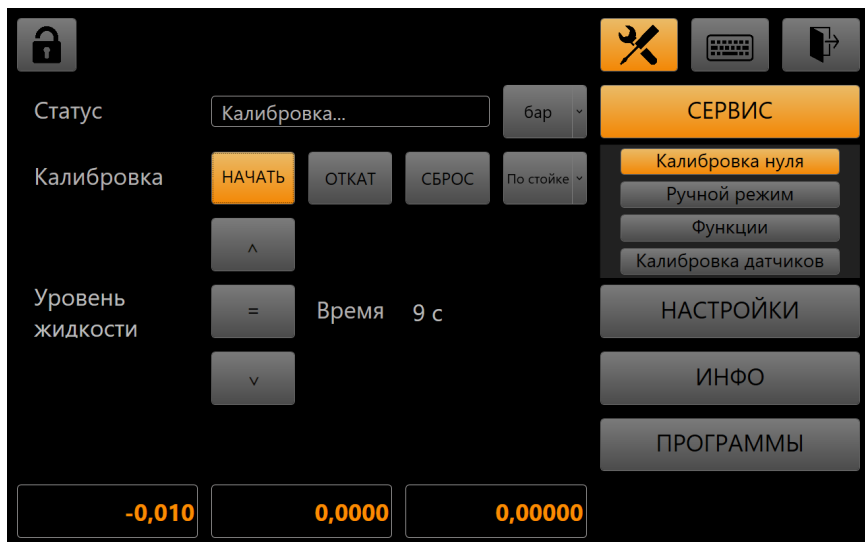 Статус
Калибровка...
бар
СЕРВИС
Калибровка
НАЧАТЬ
ОТКАТ
СБРОС
По стойке
Калибровка нуля
Ручной режим
Функции
Калибровка датчиков
^
Уровень
жидкости
=
Время
9 с
v
НАСТРОЙКИ
ИНФО
ПРОГРАММЫ
-0,010
0,0000
0,00000